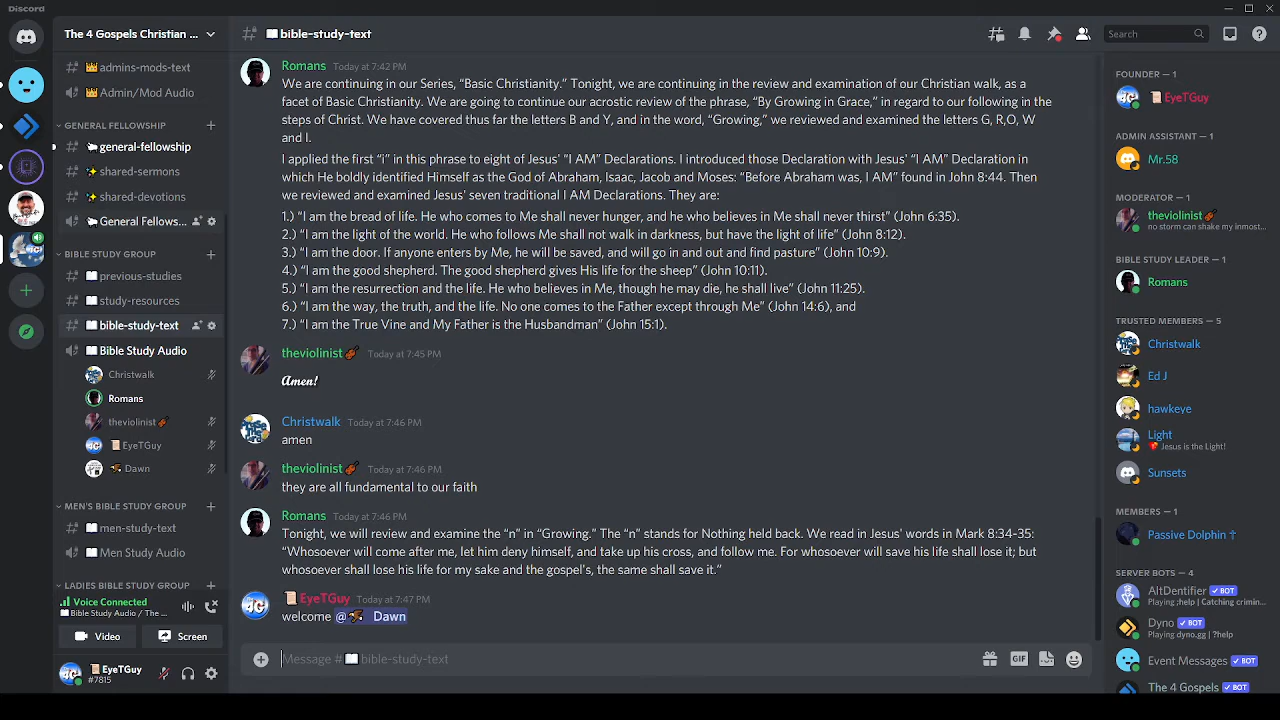 Discord
The 4 Gospels Christian ...
bible-study-text
Search
admins-mods-text
Admin/Mod Audio
GENERAL FELLOWSHIP
general-fellowship
shared-sermons
shared-devotions
General Fellows...
BIBLE STUDY GROUP
previous-studies
study-resources
bible-study-text
Bible Study Audio
Christwalk
Romans
theviolinist
EyeTGuy
Dawn
MEN'S BIBLE STUDY GROUP
men-study-text
Men Study Audio
LADIES BIBLE STUDY GROUP
Voice Connected
Bible Study Audio / The ...
Video
Screen
EyeTGuy
#7815
Romans Today at 7:42 PM
We are continuing in our Series, “Basic Christianity.” Tonight, we are continuing in the review and examination of our Christian walk, as a
facet of Basic Christianity. We are going to continue our acrostic review of the phrase, “By Growing in Grace,” in regard to our following in the
steps of Christ. We have covered thus far the letters B and Y, and in the word, “Growing,” we reviewed and examined the letters G, R,O, W
and I.
I applied the first “i” in this phrase to eight of Jesus’ “I AM” Declarations. I introduced those Declaration with Jesus’ “I AM” Declaration in
which He boldly identified Himself as the God of Abraham, Isaac, Jacob and Moses: “Before Abraham was, I AM” found in John 8:44. Then
we reviewed and examined Jesus’ seven traditional I AM Declarations. They are:
1.) “I am the bread of life. He who comes to Me shall never hunger, and he who believes in Me shall never thirst” (John 6:35).
2.) “I am the light of the world. He who follows Me shall not walk in darkness, but have the light of life” (John 8:12).
3.) “I am the door. If anyone enters by Me, he will be saved, and will go in and out and find pasture” (John 10:9).
4.) “I am the good shepherd. The good shepherd gives His life for the sheep” (John 10:11).
5.) “I am the resurrection and the life. He who believes in Me, though he may die, he shall live” (John 11:25).
6.) “I am the way, the truth, and the life. No one comes to the Father except through Me” (John 14:6), and
7.) “I am the True Vine and My Father is the Husbandman” (John 15:1).
theviolinist Today at 7:45 PM
Amen!
Christwalk Today at 7:46 PM
amen
theviolinist Today at 7:46 PM
they are all fundamental to our faith
Romans Today at 7:46 PM
Tonight, we will review and examine the “n” in “Growing.” The “n” stands for Nothing held back. We read in Jesus’ words in Mark 8:34-35:
“Whosoever will come after me, let him deny himself, and take up his cross, and follow me. For whosoever will save his life shall lose it; but
whosoever shall lose his life for my sake and the gospel's, the same shall save it.”
EyeTGuy Today at 7:47 PM
welcome @ Dawn
Message # bible-study-text
GIF
FOUNDER — 1
EyeTGuy
ADMIN ASSISTANT — 1
Mr.58
MODERATOR — 1
theviolinist
no storm can shake my inmost...
BIBLE STUDY LEADER — 1
Romans
TRUSTED MEMBERS — 5
Christwalk
Ed J
hawkeye
Light
Jesus is the Light!
Sunsets
MEMBERS — 1
Passive Dolphin †
SERVER BOTS — 4
AltDentifier BOT
Playing ;help | Catching crimin...
Dyno BOT
Playing dyno.gg | ?help
Event Messages BOT
The 4 Gospels BOT